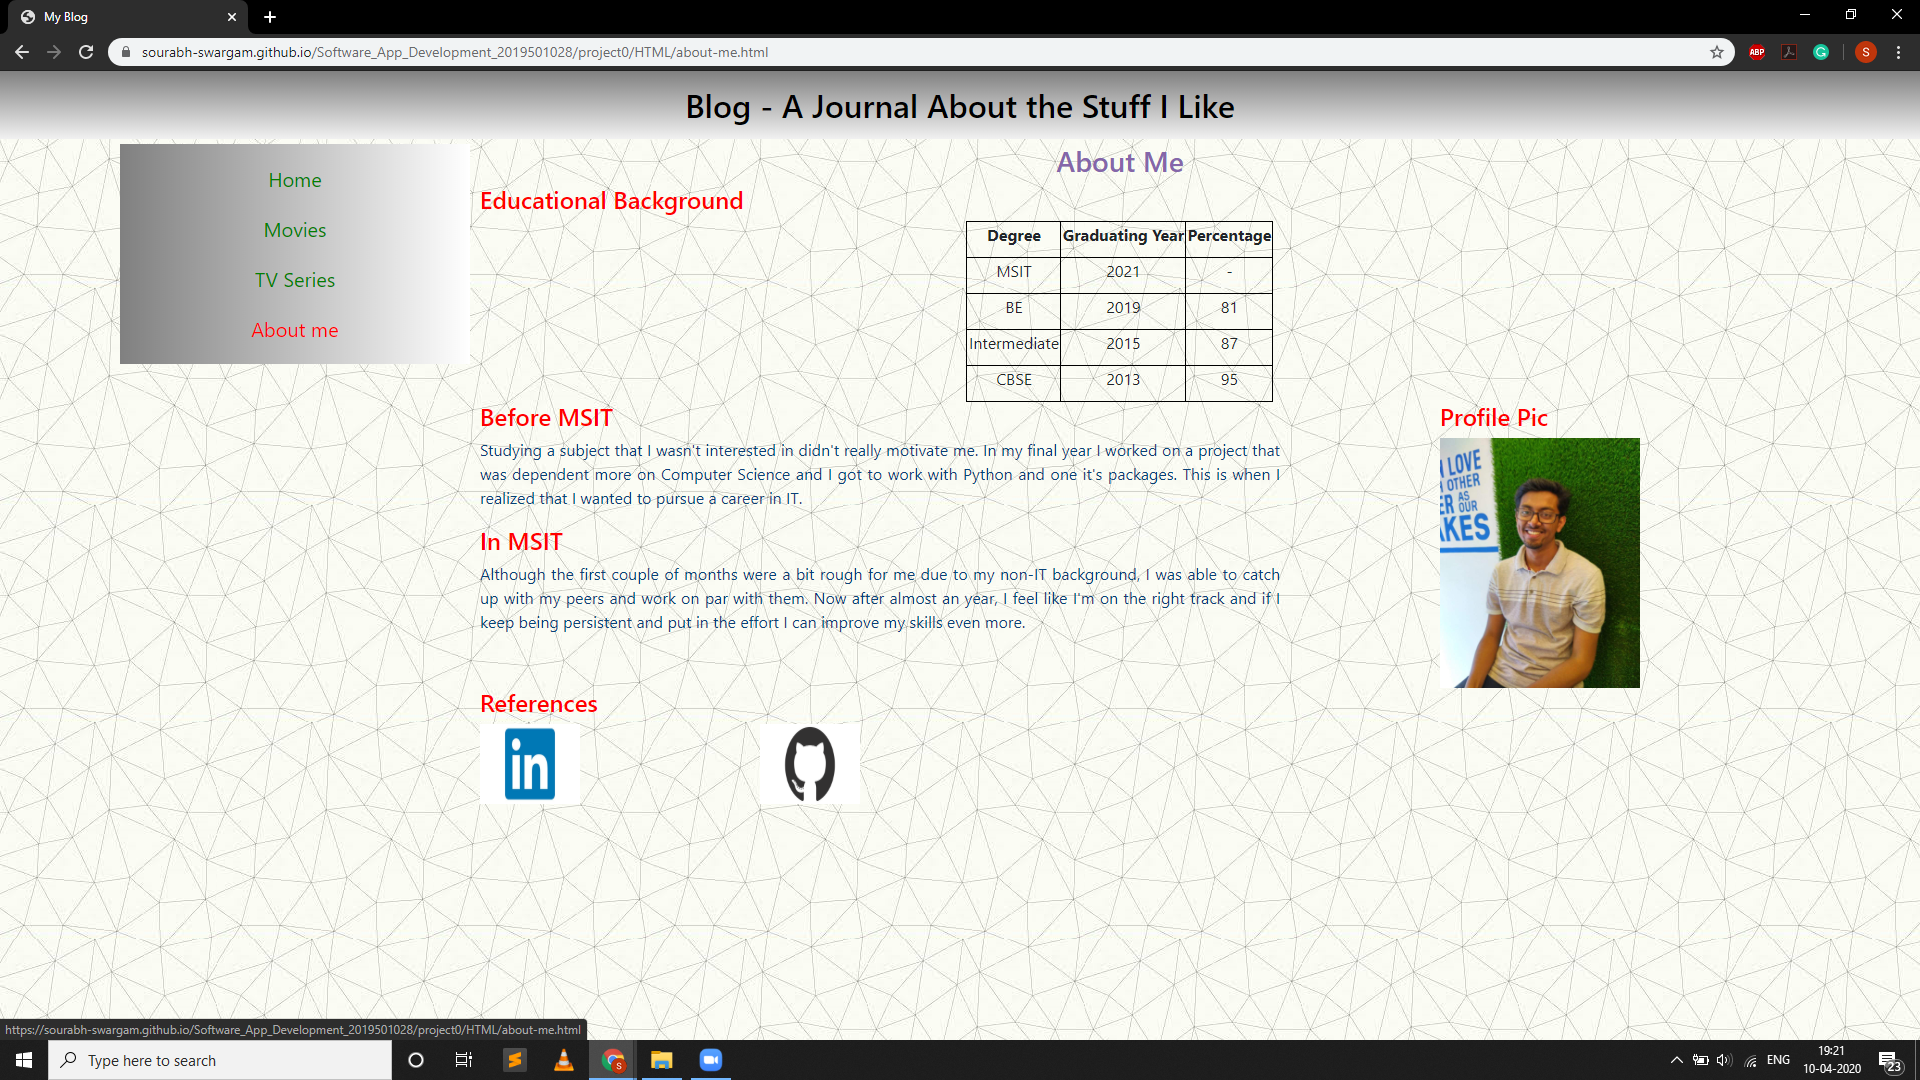 My Blog
sourabh-swargam.github.io/Software_App_Development_2019501028/project0/HTML/about-me.html
ABP
S
Blog - A Journal About the Stuff I Like
Home
Movies
TV Series
About me
About Me
Educational Background
Degree Graduating Year Percentage
MSIT 2021 -
BE 2019 81
Intermediate 2015 87
CBSE 2013 95
Before MSIT
Studying a subject that I wasn't interested in didn't really motivate me. In my final year I worked on a project that
was dependent more on Computer Science and I got to work with Python and one it's packages. This is when I
realized that I wanted to pursue a career in IT.
In MSIT
Although the first couple of months were a bit rough for me due to my non-IT background, I was able to catch
up with my peers and work on par with them. Now after almost an year, I feel like I'm on the right track and if I
keep being persistent and put in the effort I can improve my skills even more.
Profile Pic
LOVE
OTHER
ER AS OUR
KES
References
in
https://sourabh-swargam.github.io/Software_App_Development_2019501028/project0/HTML/about-me.html
Type here to search
S
ENG
19:21
10-04-2020
23